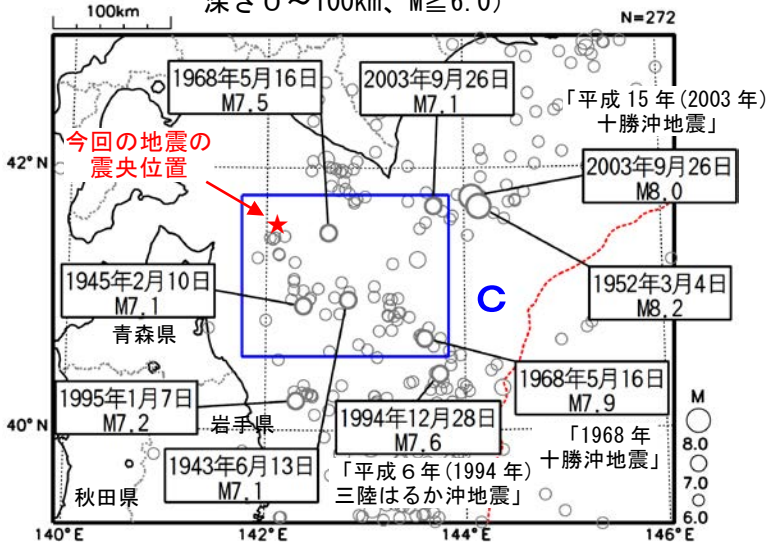 深さ0～100km、M≧6.0)
100km
N=272
1968年5月16日
M7.5
2003年9月26日
M7.1
「平成15年(2003年)
十勝沖地震」
今回の地震の
震央位置
42°N
2003年9月26日
M8.0
1945年2月10日
M7.1
C
1952年3月4日
M8.2
青森県
1968年5月16日
M7.9
1995年1月7日
M7.2
岩手県
1994年12月28日
M7.6
40°N
「1968年
十勝沖地震」
1943年6月13日
M7.1
「平成6年(1994年)
三陸はるか沖地震」
秋田県
M
8.0
7.0
6.0
140°E
142°E
144°E
146°E